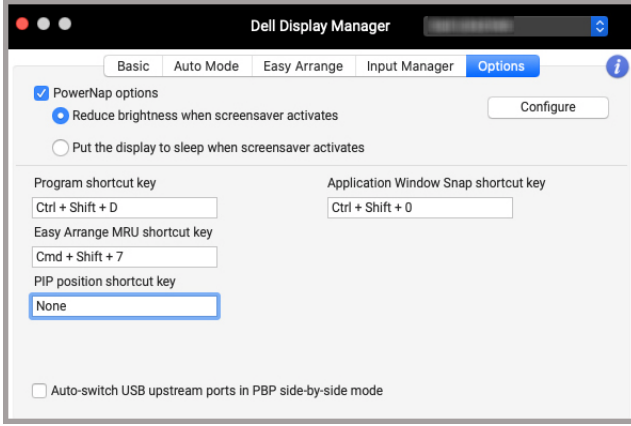 Dell Display Manager
Basic Auto Mode Easy Arrange Input Manager Options i
PowerNap options
Configure
Reduce brightness when screensaver activates
Put the display to sleep when screensaver activates
Program shortcut key
Ctrl + Shift + D
Application Window Snap shortcut key
Ctrl + Shift + 0
Easy Arrange MRU shortcut key
Cmd + Shift + 7
PIP position shortcut key
None
Auto-switch USB upstream ports in PBP side-by-side mode